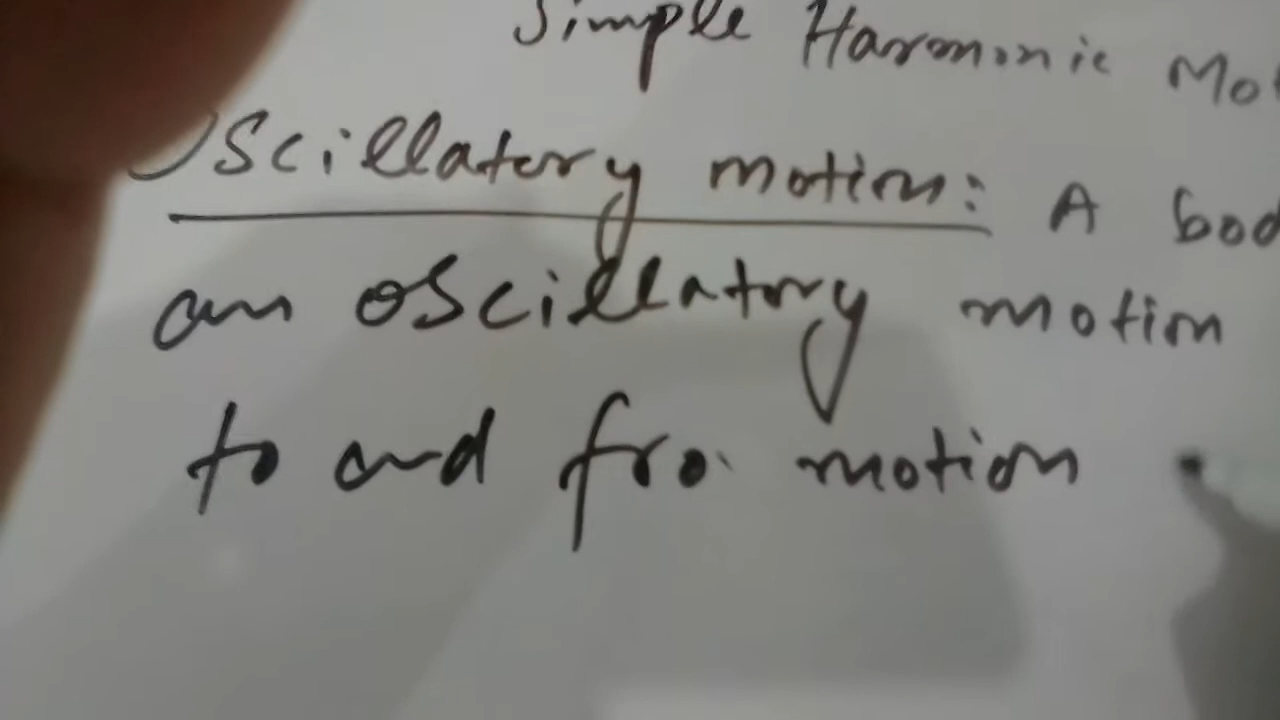 Simple Harmonic Mo
Oscillatory motion: A bod
an oscillatory motion
to and fro motion